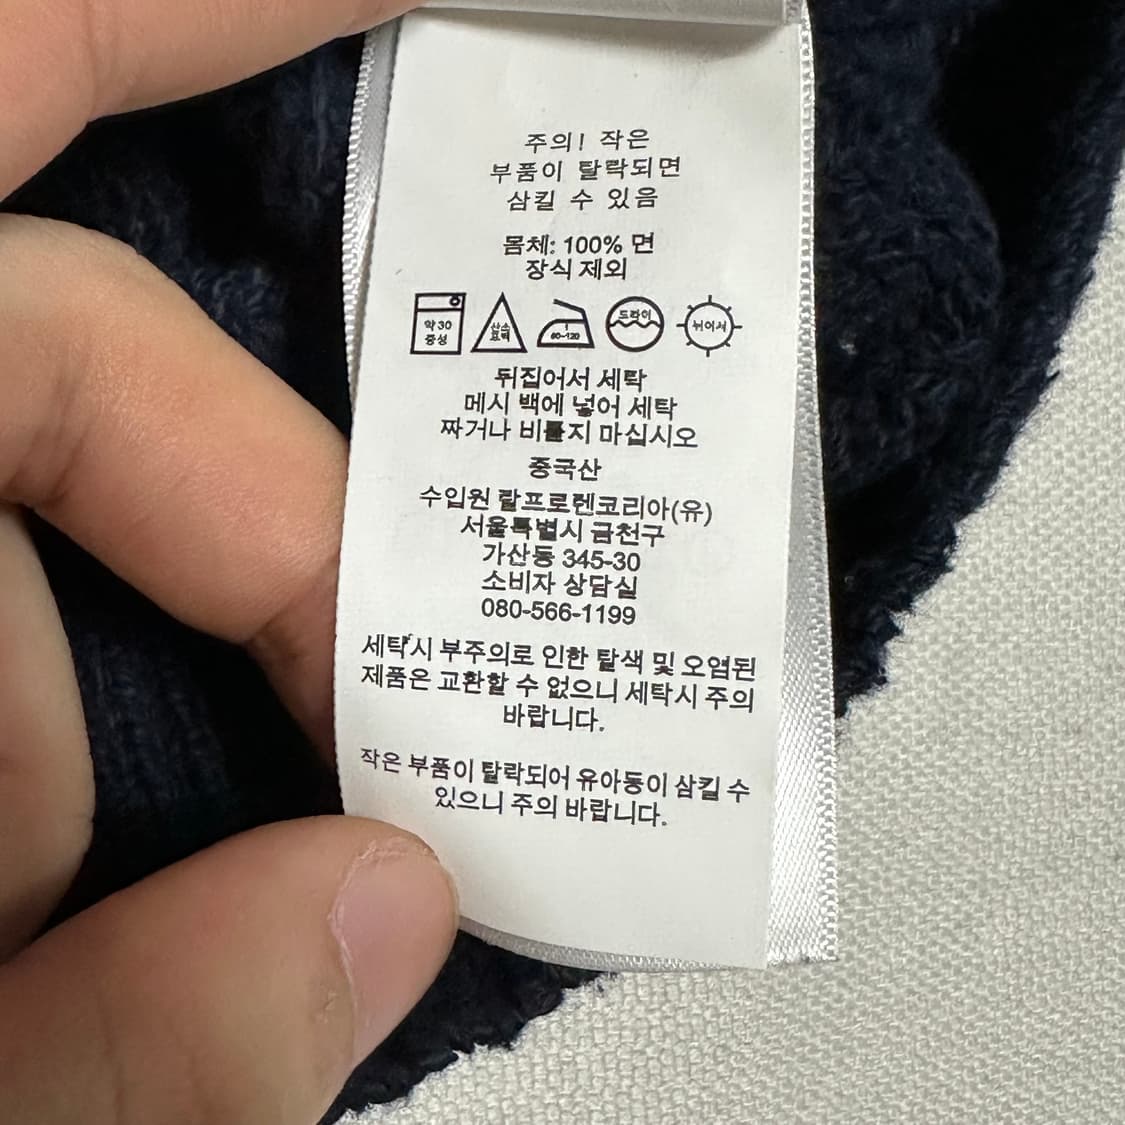 주의! 작은
부품이 탈락되면
삼킬 수 있음
몸체: 100% 면
장식 제외
약 30
중성
산소
표백
80~120
드라이
뉘어서
뒤집어서 세탁
메시 백에 넣어 세탁
짜거나 비틀지 마십시오
중국산
수입원 랄프로렌코리아(유)
서울특별시 금천구
가산동 345-30
소비자 상담실
080-566-1199
세탁시 부주의로 인한 탈색 및 오염된
제품은 교환할 수 없으니 세탁시 주의
바랍니다.
작은 부품이 탈락되어 유아동이 삼킬 수
있으니 주의 바랍니다.